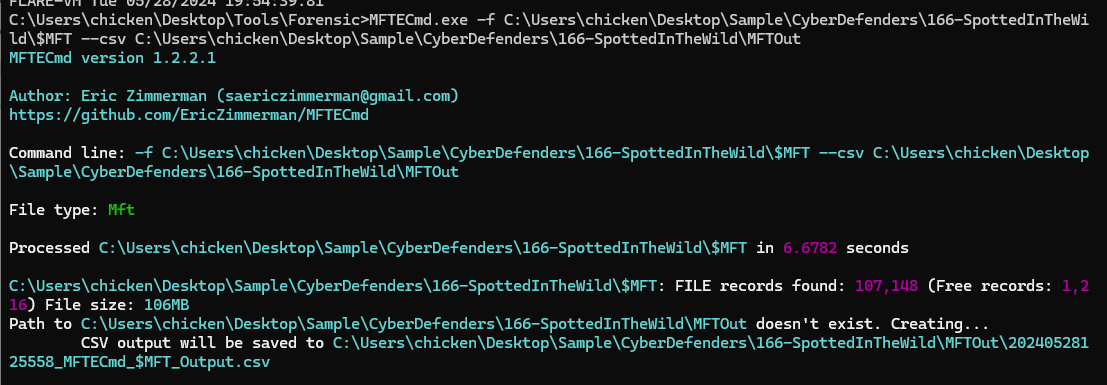 FLARE-VM Tue 05/28/2024 19:54:39.81
C:\Users\chicken\Desktop\Tools\Forensic>MFTECmd.exe -f C:\Users\chicken\Desktop\Sample\CyberDefenders\166-SpottedInTheWi
ld\$MFT --csv C:\Users\chicken\Desktop\Sample\CyberDefenders\166-SpottedInTheWild\MFTOut
MFTECmd version 1.2.2.1
Author: Eric Zimmerman (saericzimmerman@gmail.com)
https://github.com/EricZimmerman/MFTECmd
Command line: -f C:\Users\chicken\Desktop\Sample\CyberDefenders\166-SpottedInTheWild\$MFT --csv C:\Users\chicken\Desktop
\Sample\CyberDefenders\166-SpottedInTheWild\MFTOut
File type: Mft
Processed C:\Users\chicken\Desktop\Sample\CyberDefenders\166-SpottedInTheWild\$MFT in 6.6782 seconds
C:\Users\chicken\Desktop\Sample\CyberDefenders\166-SpottedInTheWild\$MFT: FILE records found: 107,148 (Free records: 1,2
16) File size: 106MB
Path to C:\Users\chicken\Desktop\Sample\CyberDefenders\166-SpottedInTheWild\MFTOut doesn't exist. Creating...
CSV output will be saved to C:\Users\chicken\Desktop\Sample\CyberDefenders\166-SpottedInTheWild\MFTOut\202405281
25558_MFTECmd_$MFT_Output.csv